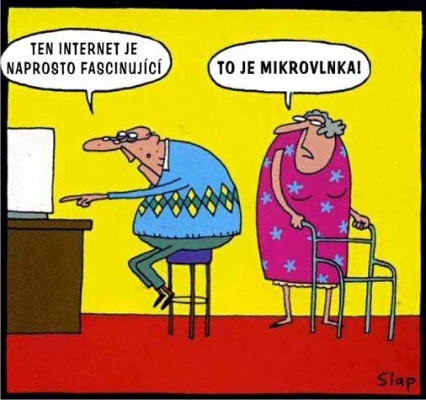 TEN INTERNET JE
NAPROSTO FASCINUJÍCÍ
TO JE MIKROVLNKA!
Slap